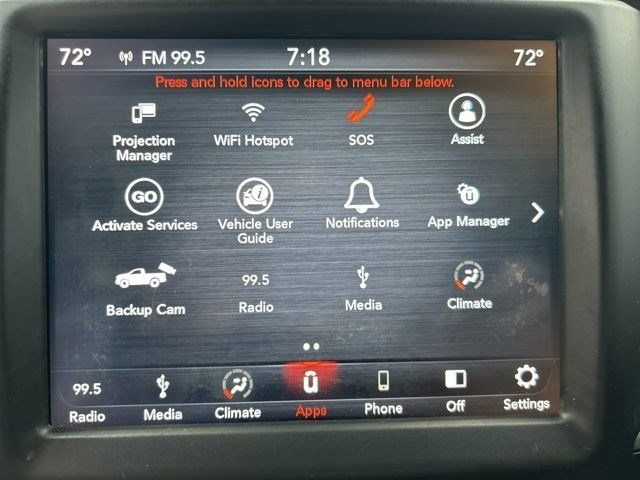 72° FM 99.5 7:18 72°
Press and hold icons to drag to menu bar below.
Projection
Manager
WiFi Hotspot
SOS
Assist
GO
Activate Services
Vehicle User
Guide
Notifications
App Manager
Backup Cam
99.5
Radio
Media
Climate
99.5
Radio
Media
Climate
Apps
Phone
Off
Settings